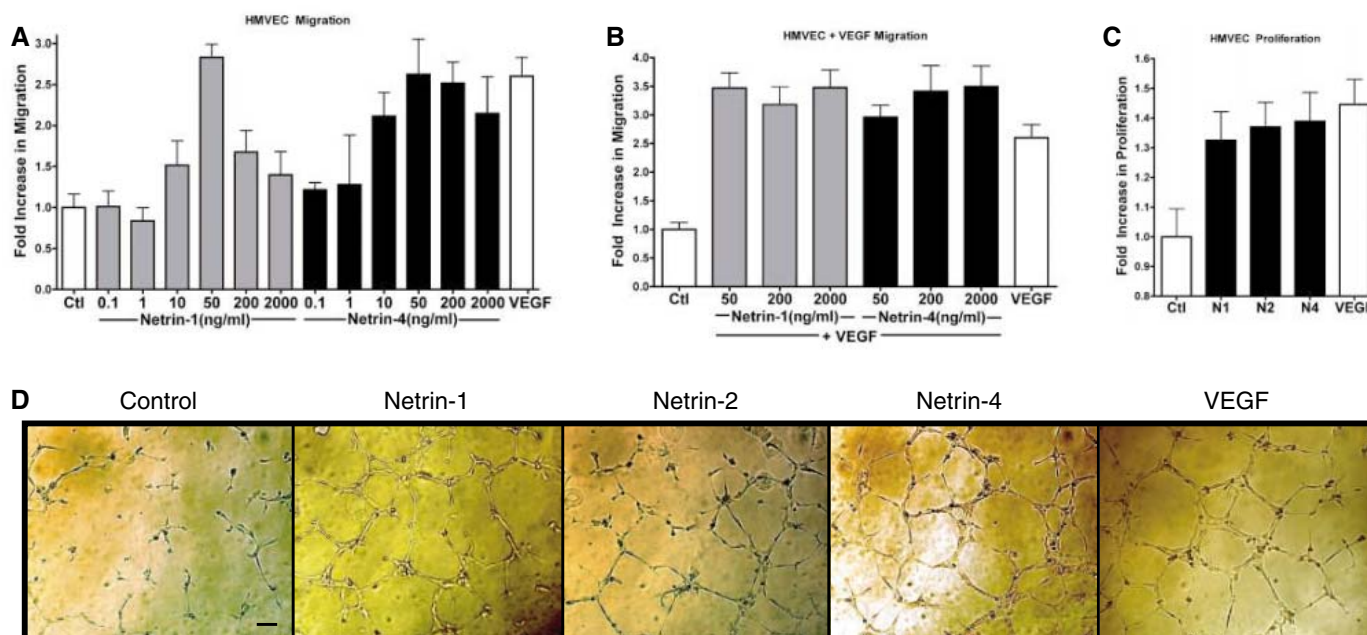 A
HMVEC Migration
Fold Increase in Migration
3.0
2.5
2.0
1.5
1.0
0.5
0.0
Ctl 0.1 1 10 50 200 2000 0.1 1 10 50 200 2000 VEGF
Netrin-1(ng/ml) Netrin-4(ng/ml)
B
HMVEC + VEGF Migration
Fold Increase in Migration
4.0
3.5
3.0
2.5
2.0
1.5
1.0
0.5
0.0
Ctl 50 200 2000 50 200 2000 VEGF
Netrin-1(ng/ml) Netrin-4(ng/ml)
+ VEGF
C
HMVEC Proliferation
Fold Increase in Proliferation
1.6
1.5
1.4
1.3
1.2
1.1
1.0
0.9
0.8
Ctl N1 N2 N4 VEGF
D
Control Netrin-1 Netrin-2 Netrin-4 VEGF